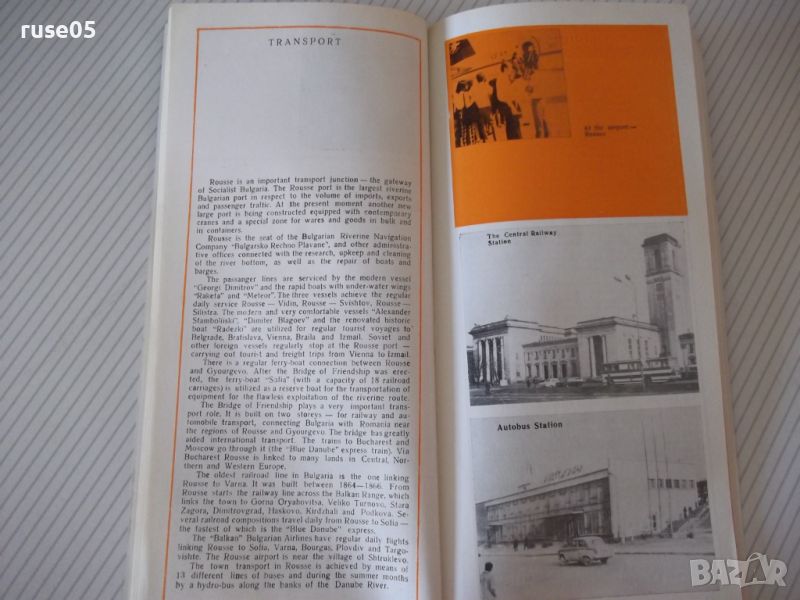 ruse05
TRANSPORT
Rousse is an important transport junction — the gateway
of Socialist Bulgaria. The Rousse port is the largest riverine
Bulgarian port in respect to the volume of imports, exports
and passenger traffic. At the present moment another new
large port is being constructed equipped with contemporary
cranes and a special zone for wares and goods in bulk and
in containers.
Rousse is the seat of the Bulgarian Riverine Navigation
Company "Bulgarsko Rechno Plavane", and other administra-
tive offices connected with the research, upkeep and cleaning
of the river bottom, as well as the repair of boats and
barges.
The passenger lines are serviced by the modern vessel
"Georgi Dimitrov" and the rapid boats with under-water wings
"Raketa" and "Meteor". The three vessels achieve the regular
daily service Rousse — Vidin, Rousse — Svishtov, Rousse —
Silistra. The modern and very comfortable vessels "Alexander
Stamboliiski", "Dimiter Blagoev" and the renovated historic
boat "Radezki" are utilized for regular tourist voyages to
Belgrade, Bratislava, Vienna, Braila and Izmail. Soviet and
other foreign vessels regularly stop at the Rousse port —
carrying out tourist and freight trips from Vienna to Izmail.
There is a regular ferry-boat connection between Rousse
and Gyourgevo. After the Bridge of Friendship was erec-
ted, the ferry-boat "Sofia" (with a capacity of 18 railroad
carriages) is utilized as a reserve boat for the transportation of
equipment for the flawless exploitation of the riverine route.
The Bridge of Friendship plays a very important trans-
port role. It is built on two storeys — for railway and au-
tomobile transport, connecting Bulgaria with Romania near
the regions of Rousse and Gyourgevo. The bridge has greatly
aided international transport. The trains to Bucharest and
Moscow go through it (the "Blue Danube" express train). Via
Bucharest Rousse is linked to many lands in Central, Nor-
thern and Western Europe.
The oldest railroad line in Bulgaria is the one linking
Rousse to Varna. It was built between 1864—1866. From
Rousse starts the railway line across the Balkan Range, which
links the town to Gorna Oryahovitsa, Veliko Turnovo, Stara
Zagora, Dimitrovgrad, Haskovo, Kirdzhali and Podkova. Se-
veral railroad compositions travel daily from Rousse to Sofia —
the fastest of which is the "Blue Danube" express.
The "Balkan" Bulgarian Airlines have regular daily flights
linking Rousse to Sofia, Varna, Bourgas, Plovdiv and Targo-
vishte. The Rousse airport is near the village of Shtruklevo.
The town transport in Rousse is achieved by means of
13 different lines of buses and during the summer months
by a hydro-bus along the banks of the Danube River.
At the airport —
Rousse
The Central Railway
Station
Autobus Station
BAZAR